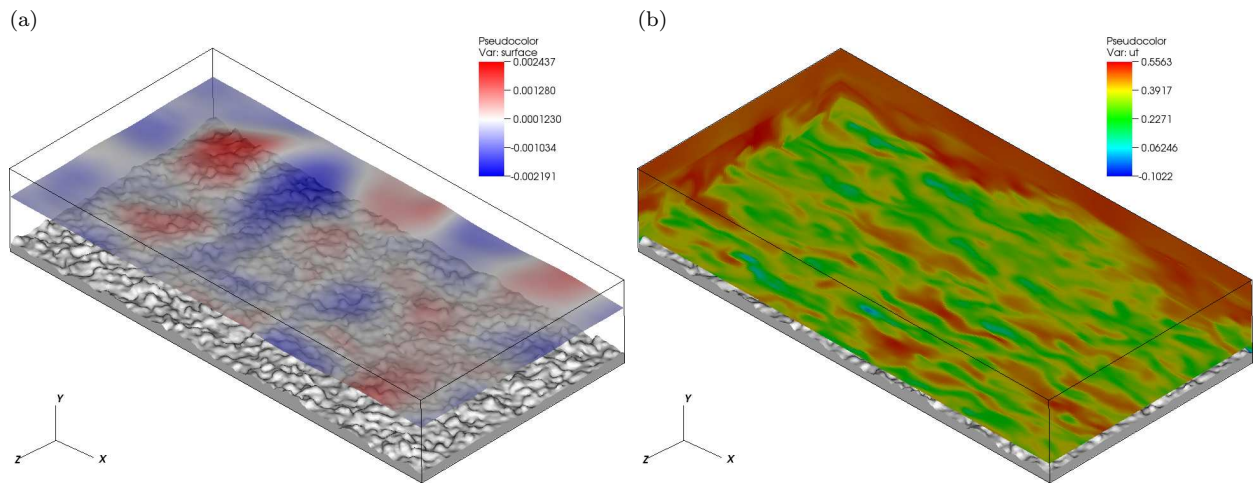 (a)
Pseudocolor
Var: surface
0.002437
0.001280
0.0001230
-0.001034
-0.002191
Y
Z
X
(b)
Pseudocolor
Var: uf
0.5563
0.3917
0.2271
0.06246
-0.1022
Y
Z
X